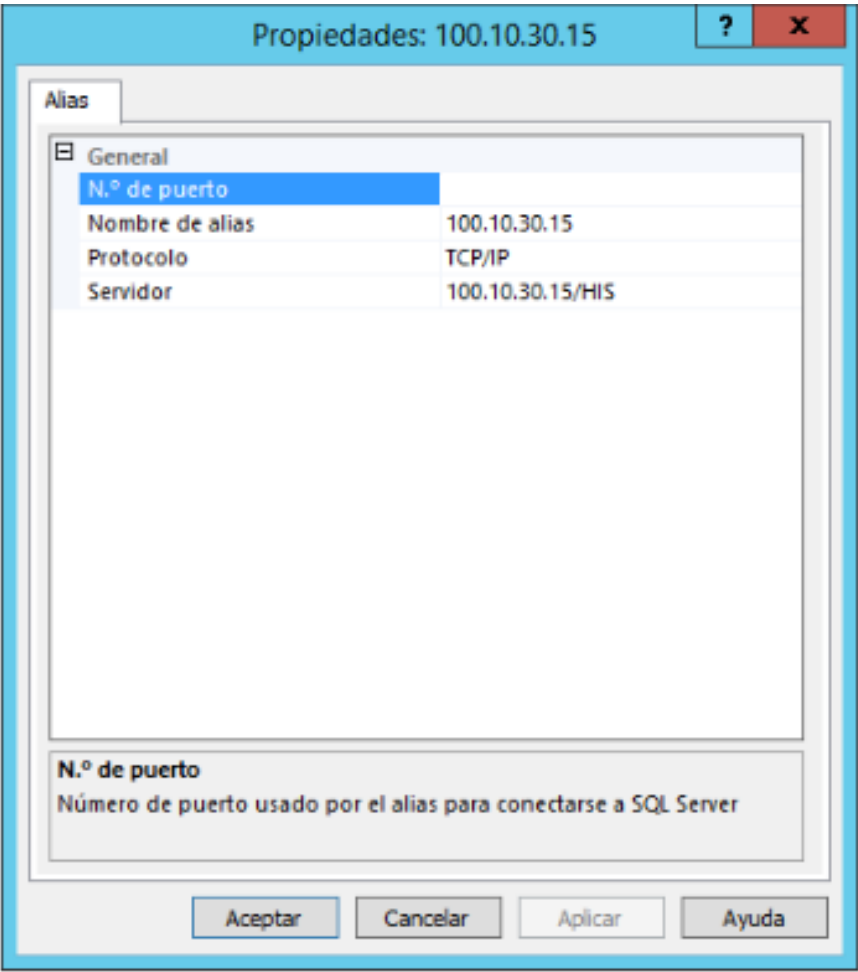 Propiedades: 100.10.30.15
? x
Alias
General
N.º de puerto
Nombre de alias 100.10.30.15
Protocolo TCP/IP
Servidor 100.10.30.15/HIS
N.º de puerto
Número de puerto usado por el alias para conectarse a SQL Server
Aceptar Cancelar Aplicar Ayuda